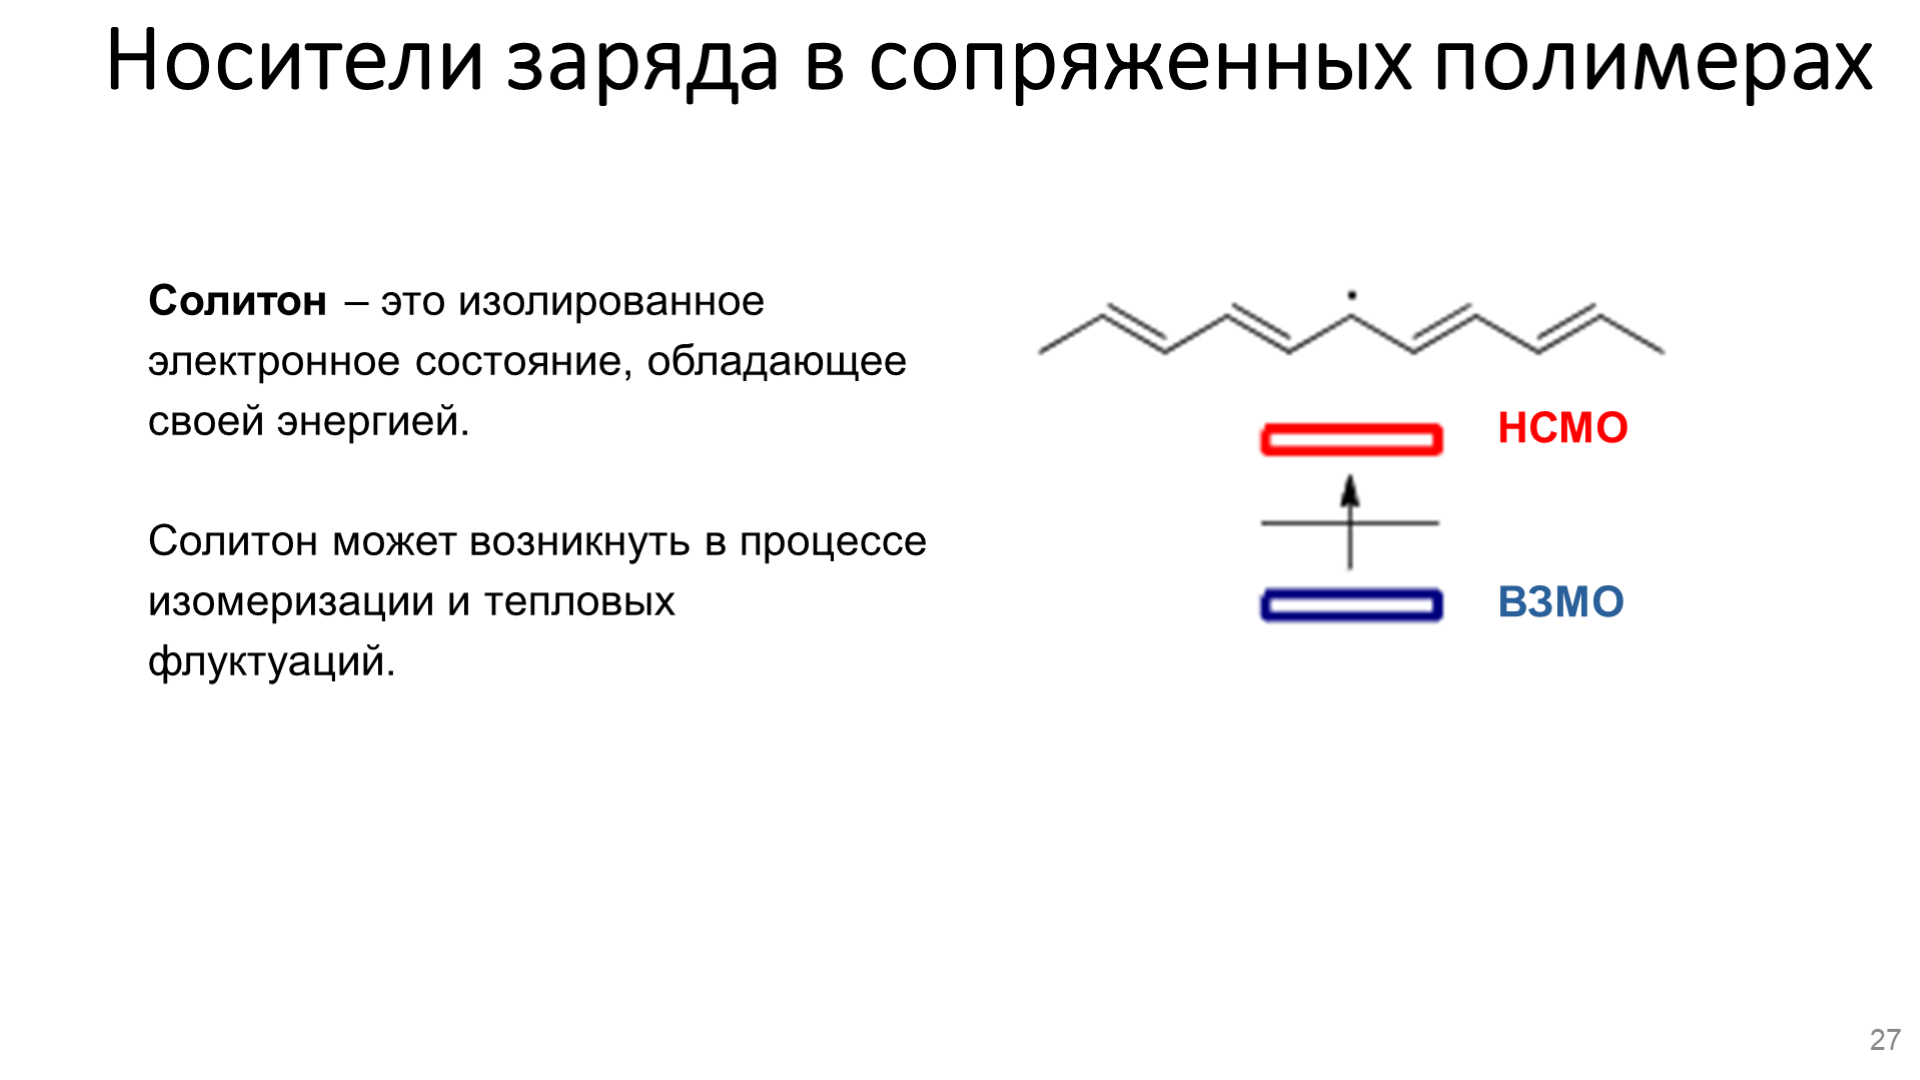 Носители заряда в сопряженных полимерах
Солитон – это изолированное
электронное состояние, обладающее
своей энергией.
Солитон может возникнуть в процессе
изомеризации и тепловых
флуктуаций.
НСМО
ВЗМО
27